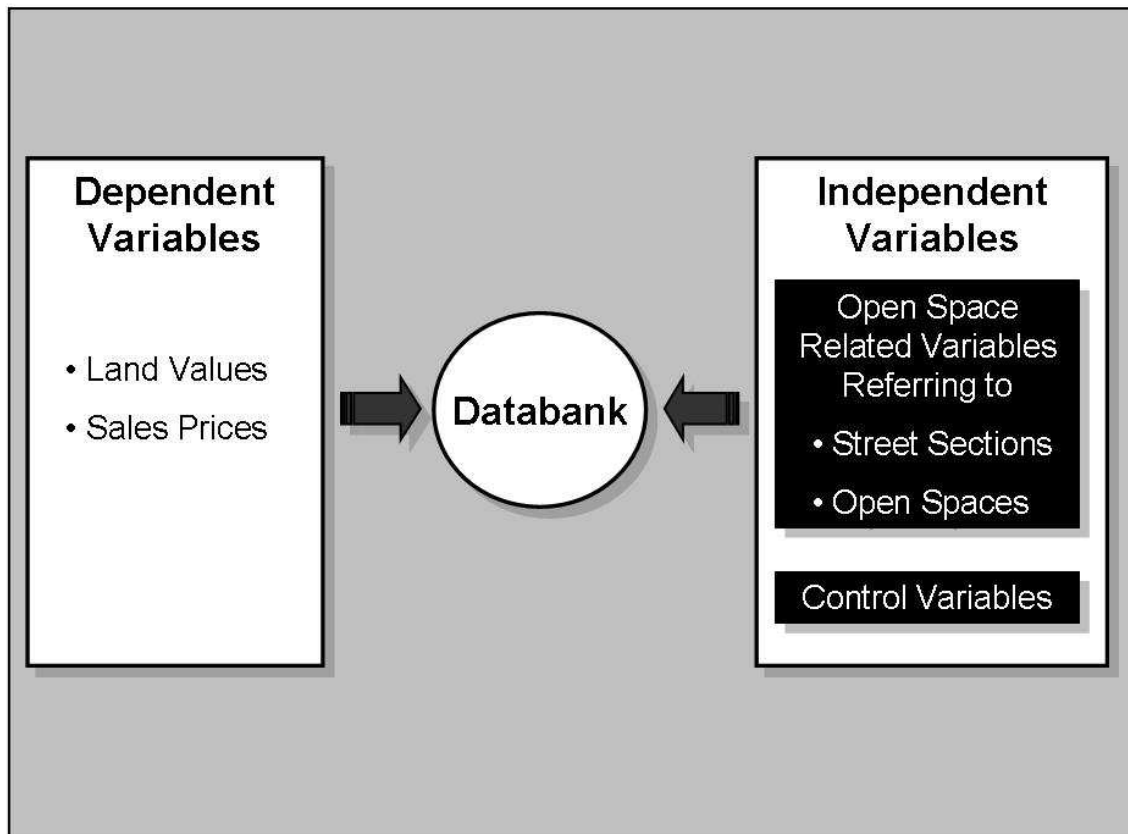 Dependent
Variables
• Land Values
• Sales Prices
Databank
Independent
Variables
Open Space
Related Variables
Referring to
• Street Sections
• Open Spaces
Control Variables